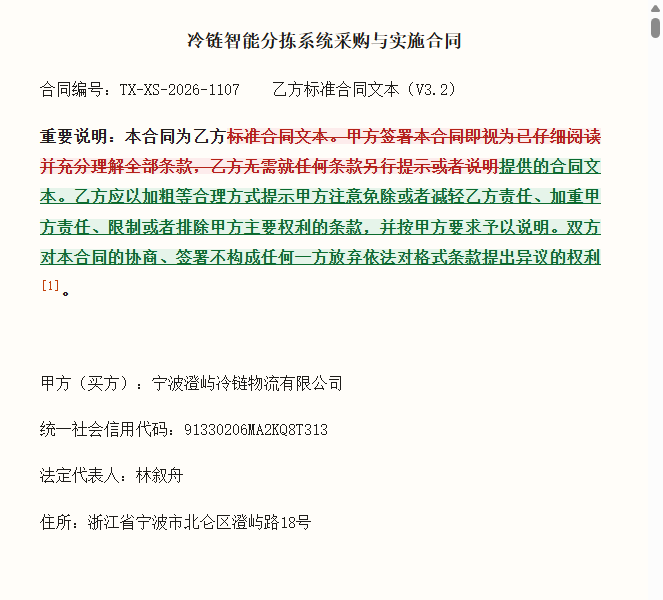 冷链智能分拣系统采购与实施合同
合同编号：TX-XS-2026-1107 乙方标准合同文本（V3.2）
重要说明：本合同为乙方标准合同文本。甲方签署本合同即视为已仔细阅读
并充分理解全部条款，乙方无需就任何条款另行提示或者说明提供的合同文
本。乙方应以加粗等合理方式提示甲方注意免除或者减轻乙方责任、加重甲
方责任、限制或者排除甲方主要权利的条款，并按甲方要求予以说明。双方
对本合同的协商、签署不构成任何一方放弃依法对格式条款提出异议的权利
[1]。
甲方（买方）：宁波澄屿冷链物流有限公司
统一社会信用代码：91330206MA2KQ8T313
法定代表人：林叙舟
住所：浙江省宁波市北仑区澄屿路18号